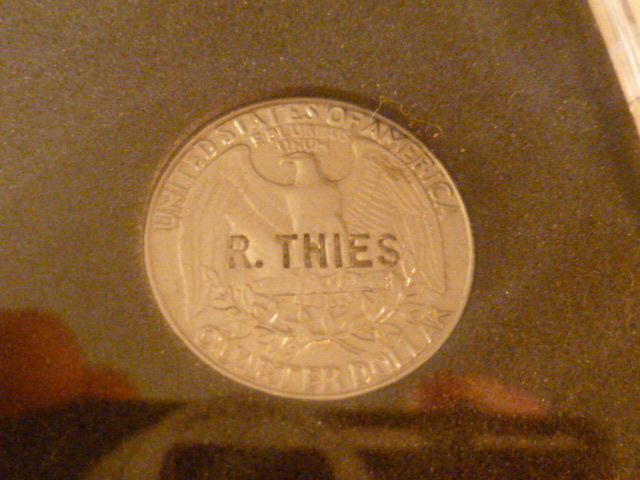 UNITED STATES OF AMERICA
E PLURIBUS
UNUM
R. THIES
QUARTER DOLLAR